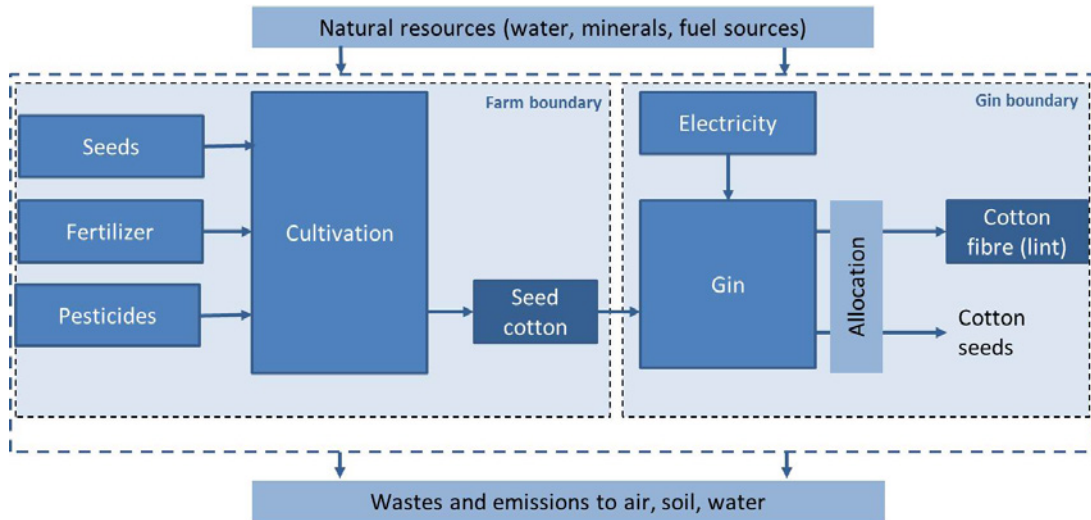 Natural resources (water, minerals, fuel sources)
Farm boundary
Gin boundary
Seeds
Fertilizer
Pesticides
Cultivation
Seed
cotton
Electricity
Gin
Allocation
Cotton
fibre (lint)
Cotton
seeds
Wastes and emissions to air, soil, water